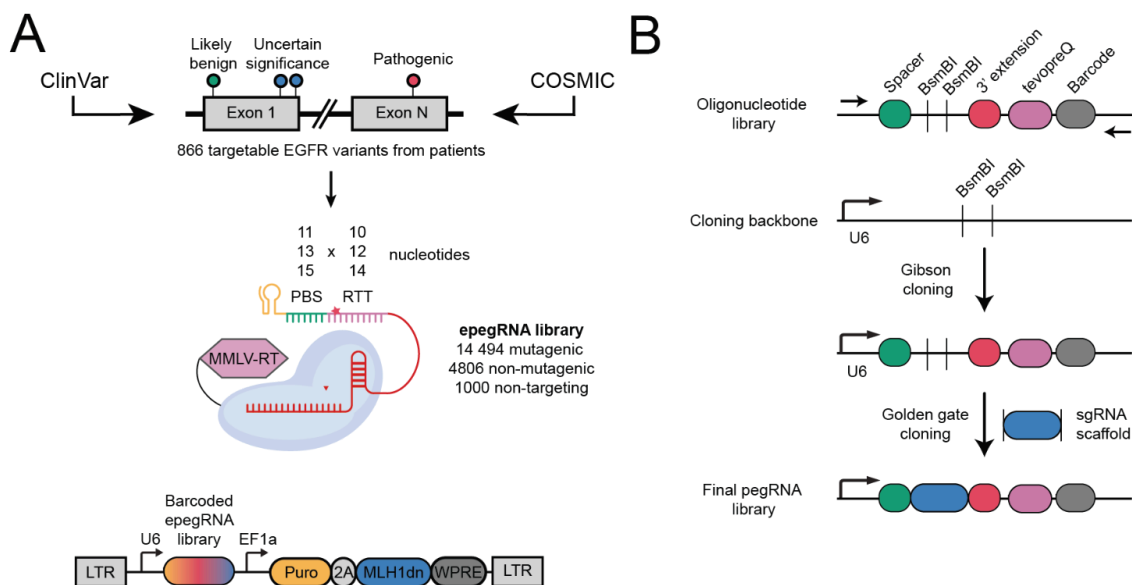 A
ClinVar
Likely
benign
Uncertain
significance
Pathogenic
COSMIC
Exon 1
Exon N
866 targetable EGFR variants from patients
11 10
13 x 12 nucleotides
15 14
PBS RTT
MMLV-RT
epegRNA library
14 494 mutagenic
4806 non-mutagenic
1000 non-targeting
Barcoded
epegRNA
library
U6
EF1a
LTR
Puro
2A
MLH1dn
WPRE
LTR
B
Spacer
BsmBI
BsmBI
3' extension
tevopreQ
Barcode
Oligonucleotide
library
BsmBI
BsmBI
Cloning backbone
U6
Gibson
cloning
U6
Golden gate
cloning
sgRNA
scaffold
Final pegRNA
library